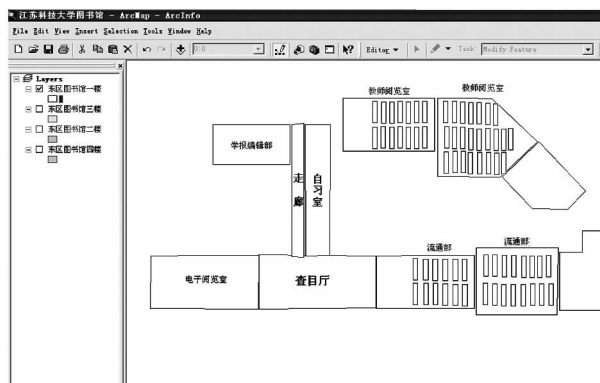 江苏科技大学图书馆 - ArcMap - ArcInfo
File Edit View Insert Selection Tools Window Help
0:0 Editor Task: Modify Feature
Layers
东区图书馆一楼
东区图书馆三楼
东区图书馆二楼
东区图书馆四楼
教师阅览室
教师阅览室
学报编辑部
走廊
自习室
流通部
流通部
电子阅览室
查目厅